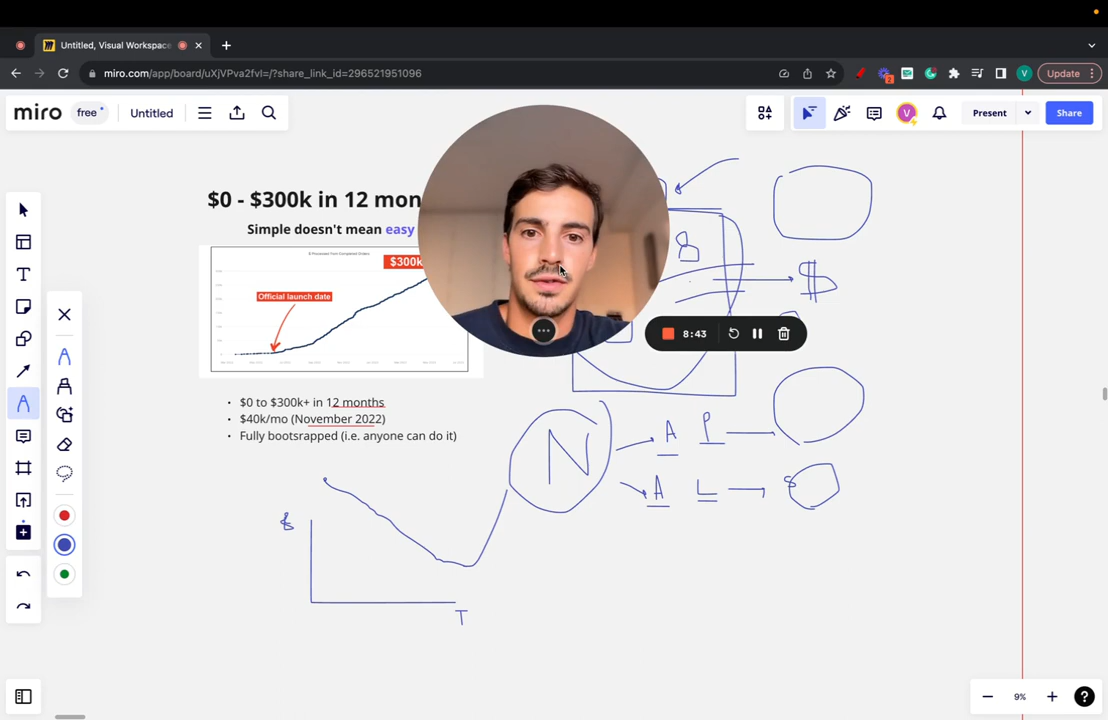 Untitled, Visual Workspace
miro.com/app/board/uXjVPva2fvI=/?share_link_id=296521951096
2
V
Update
miro
free
Untitled
V
Present
Share
$0 - $300k in 12 mon
Simple doesn't mean easy
$300k
Official launch date
8:43
• $0 to $300k+ in 12 months
• $40k/mo (November 2022)
• Fully bootsrapped (i.e. anyone can do it)
8
$
N
A P
A L
$
$
T
9%